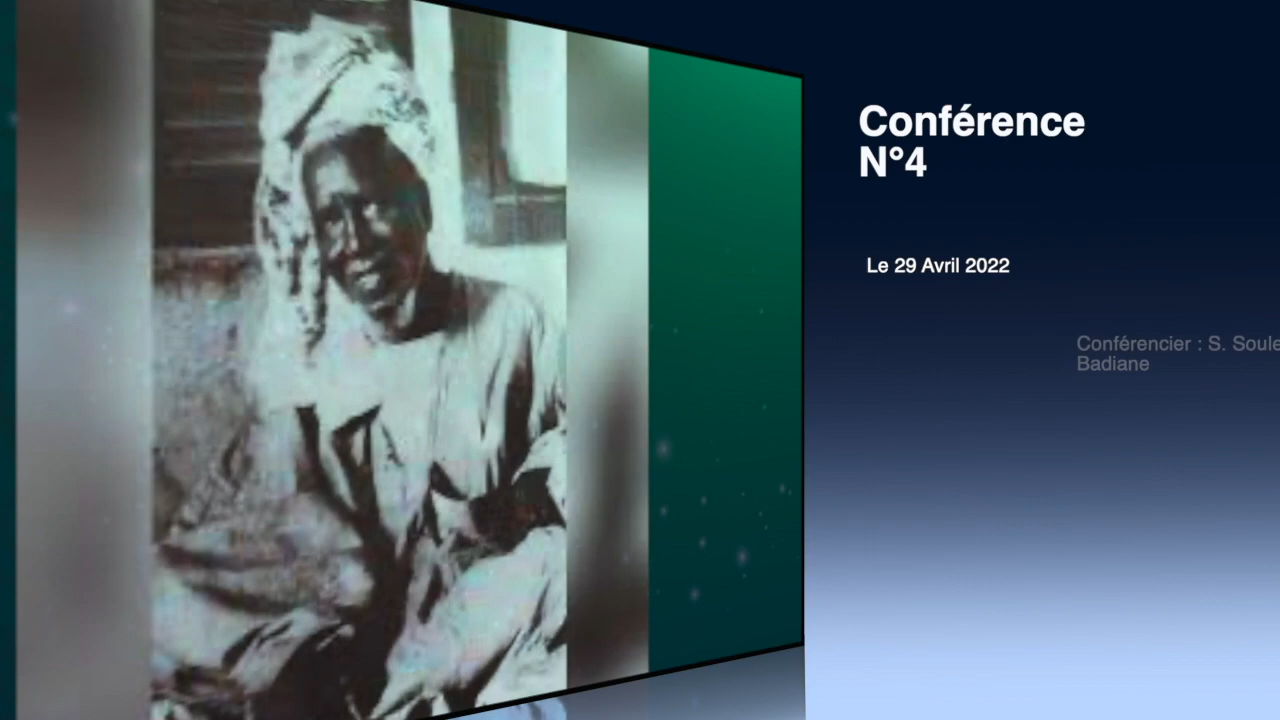 Conférence
N°4
Le 29 Avril 2022
Conférencier : S. Soule
Badiane